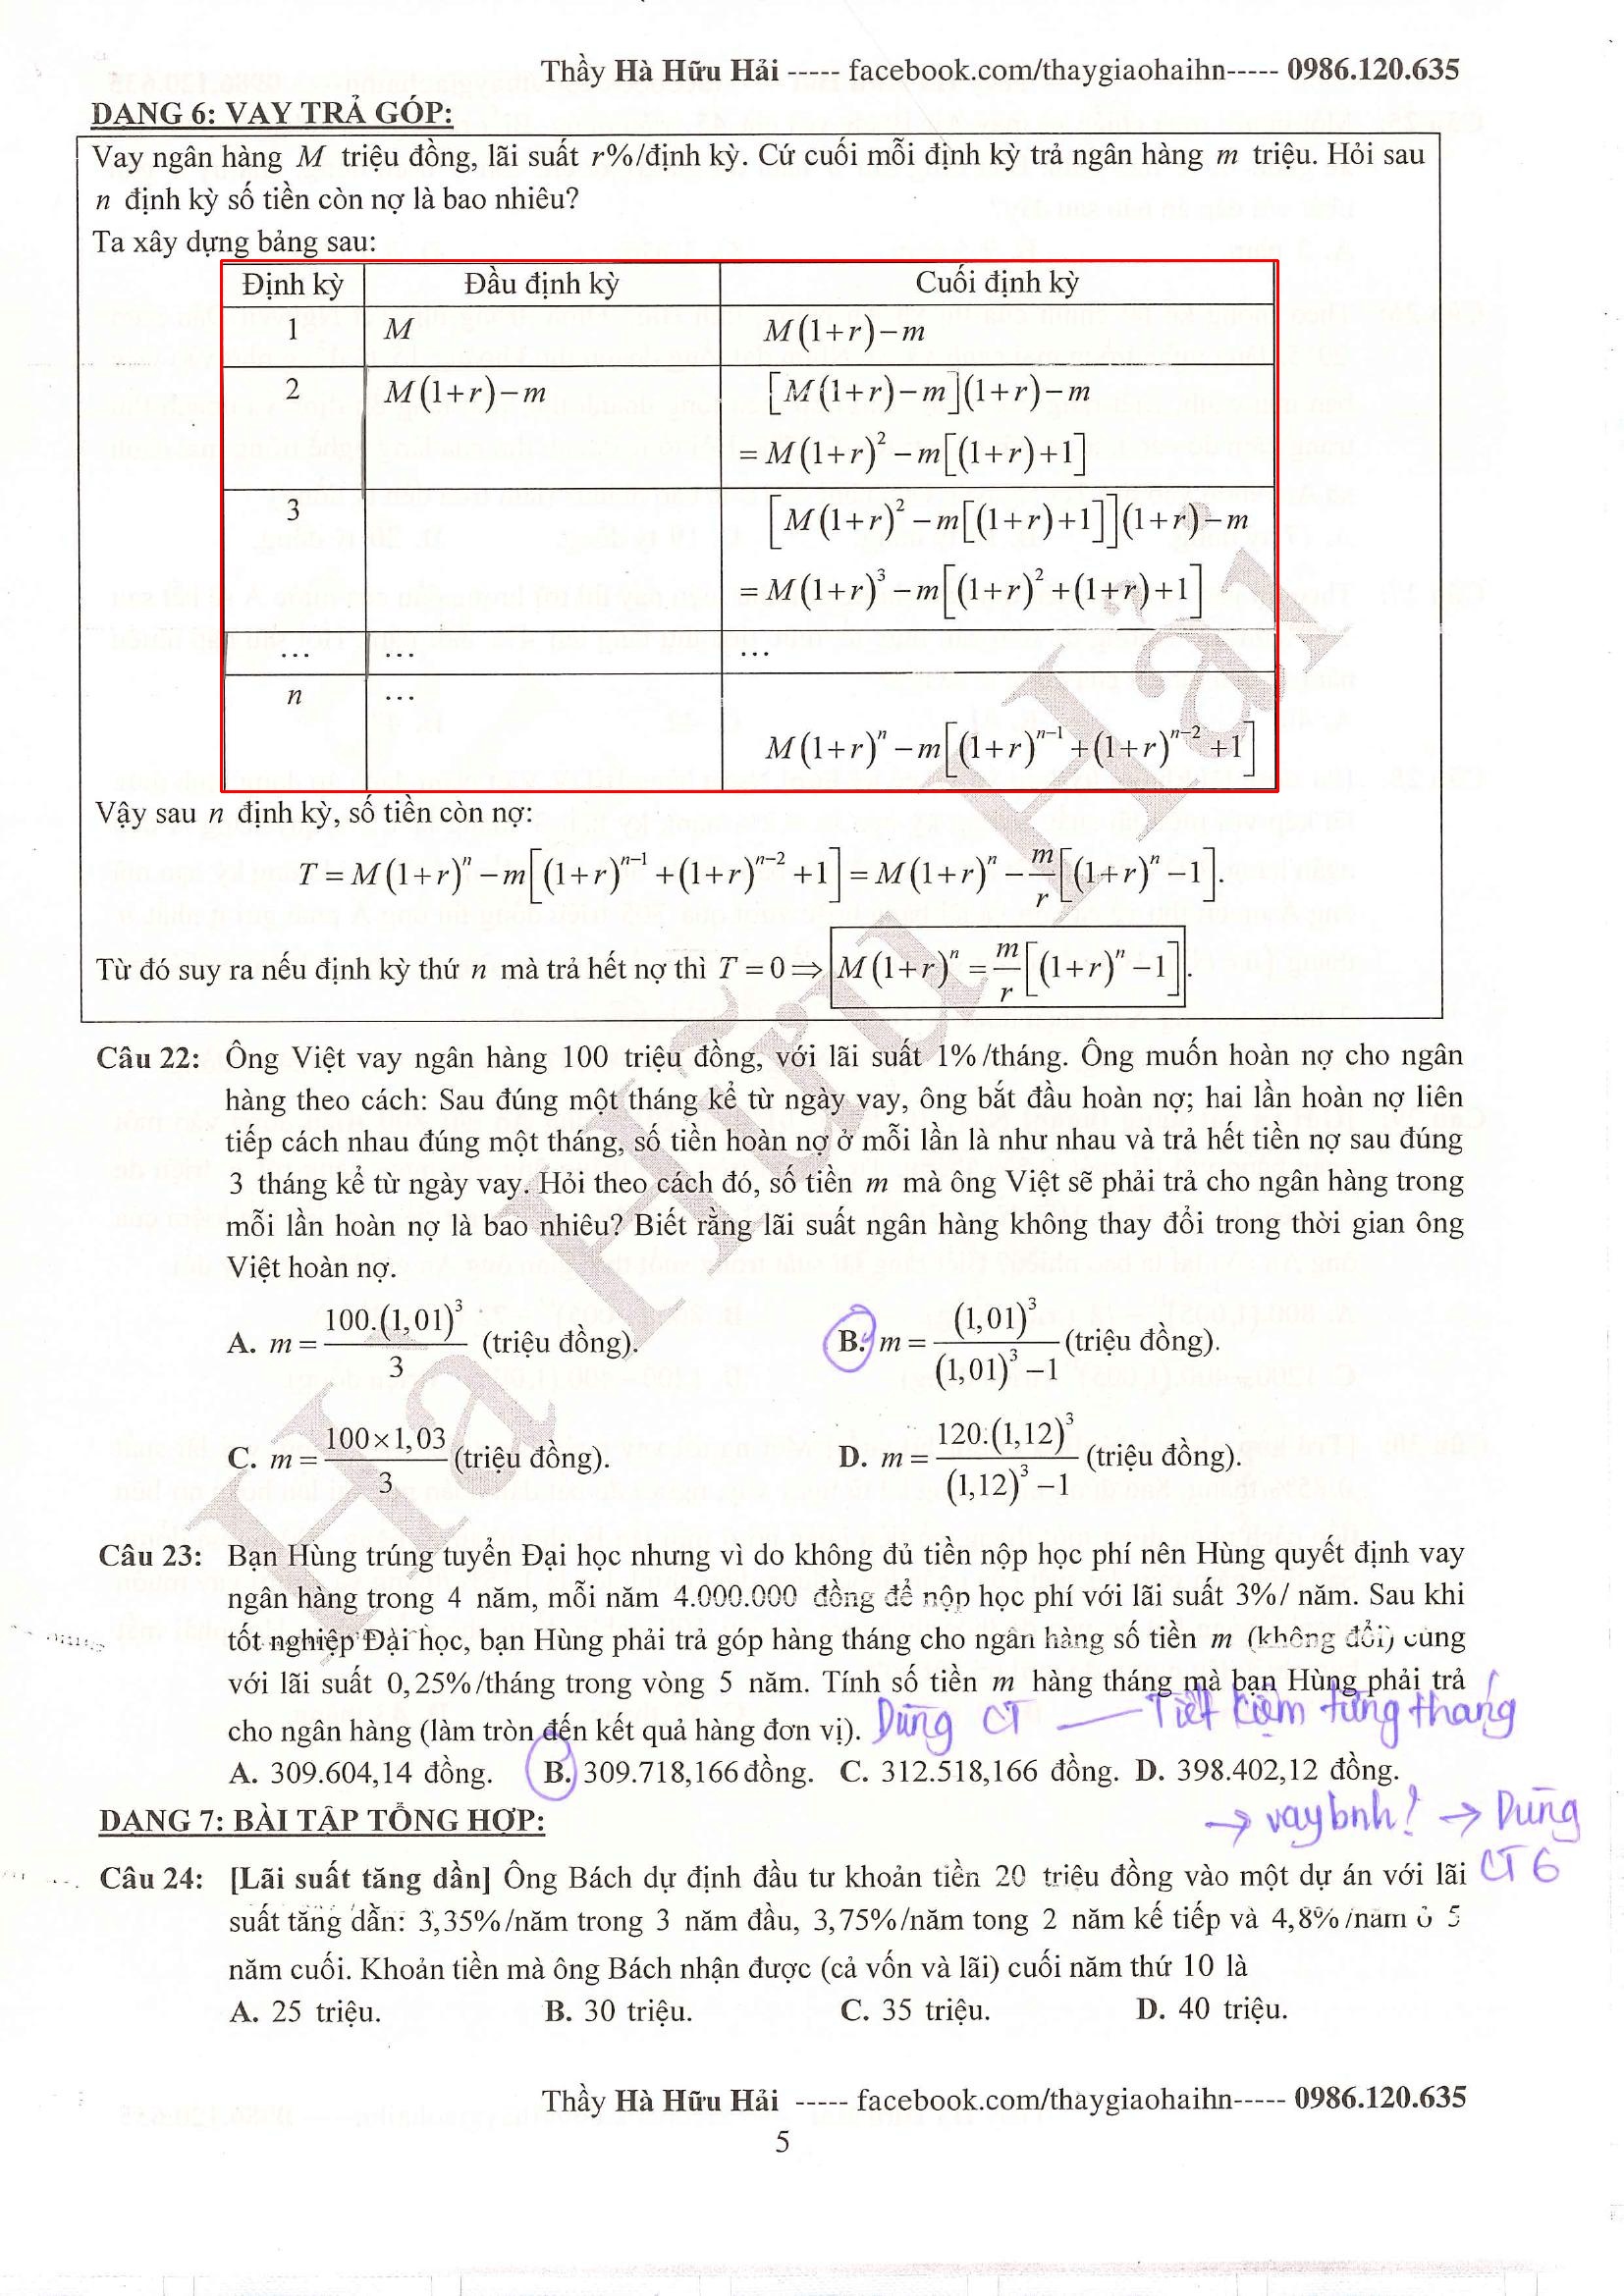 Thầy Hà Hữu Hải ----- facebook.com/thaygiaohaihn----- 0986.120.635
DẠNG 6: VAY TRẢ GÓP:
Vay ngân hàng M triệu đồng, lãi suất r%/định kỳ. Cứ cuối mỗi định kỳ trả ngân hàng m triệu. Hỏi sau
n định kỳ số tiền còn nợ là bao nhiêu?
Ta xây dựng bảng sau:
Định kỳ Đầu định kỳ Cuối định kỳ
1 M M(1+r)−m
2 M(1+r)−m [M(1+r)−m](1+r)−m
=M(1+r)²−m[(1+r)+1]
3 [M(1+r)²−m[(1+r)+1]](1+r)−m
=M(1+r)³−m[(1+r)²+(1+r)+1]
... ... ...
n ...
M(1+r)ⁿ−m[(1+r)ⁿ⁻¹+(1+r)ⁿ⁻²+1]
Vậy sau n định kỳ, số tiền còn nợ:
T=M(1+r)ⁿ−m[(1+r)ⁿ⁻¹+(1+r)ⁿ⁻²+1]=M(1+r)ⁿ−m/r[(1+r)ⁿ−1].
Từ đó suy ra nếu định kỳ thứ n mà trả hết nợ thì T=0⇒M(1+r)ⁿ=m/r[(1+r)ⁿ−1].
Câu 22: Ông Việt vay ngân hàng 100 triệu đồng, với lãi suất 1%/tháng. Ông muốn hoàn nợ cho ngân
hàng theo cách: Sau đúng một tháng kể từ ngày vay, ông bắt đầu hoàn nợ; hai lần hoàn nợ liên
tiếp cách nhau đúng một tháng, số tiền hoàn nợ ở mỗi lần là như nhau và trả hết tiền nợ sau đúng
3 tháng kể từ ngày vay. Hỏi theo cách đó, số tiền m mà ông Việt sẽ phải trả cho ngân hàng trong
mỗi lần hoàn nợ là bao nhiêu? Biết rằng lãi suất ngân hàng không thay đổi trong thời gian ông
Việt hoàn nợ.
A. m = 100.(1,01)³/3 (triệu đồng). B. m = (1,01)³/((1,01)³−1) (triệu đồng).
C. m = 100×1,03/3 (triệu đồng). D. m = 120.(1,12)³/((1,12)³−1) (triệu đồng).
Câu 23: Bạn Hùng trúng tuyển Đại học nhưng vì do không đủ tiền nộp học phí nên Hùng quyết định vay
ngân hàng trong 4 năm, mỗi năm 4.000.000 đồng để nộp học phí với lãi suất 3%/ năm. Sau khi
tốt nghiệp Đại học, bạn Hùng phải trả góp hàng tháng cho ngân hàng số tiền m (không đổi) cùng
với lãi suất 0,25%/tháng trong vòng 5 năm. Tính số tiền m hàng tháng mà bạn Hùng phải trả
cho ngân hàng (làm tròn đến kết quả hàng đơn vị). Dùng CT — Tiết kiệm từng tháng
A. 309.604,14 đồng. B. 309.718,166 đồng. C. 312.518,166 đồng. D. 398.402,12 đồng.
→ vay bnh! → Dùng
CT 6
DẠNG 7: BÀI TẬP TỔNG HỢP:
Câu 24: [Lãi suất tăng dần] Ông Bách dự định đầu tư khoản tiền 20 triệu đồng vào một dự án với lãi
suất tăng dần: 3,35%/năm trong 3 năm đầu, 3,75%/năm tong 2 năm kế tiếp và 4,8%/năm ở 5
năm cuối. Khoản tiền mà ông Bách nhận được (cả vốn và lãi) cuối năm thứ 10 là
A. 25 triệu. B. 30 triệu. C. 35 triệu. D. 40 triệu.
Thầy Hà Hữu Hải ----- facebook.com/thaygiaohaihn----- 0986.120.635
5
Hà Hữu Hải